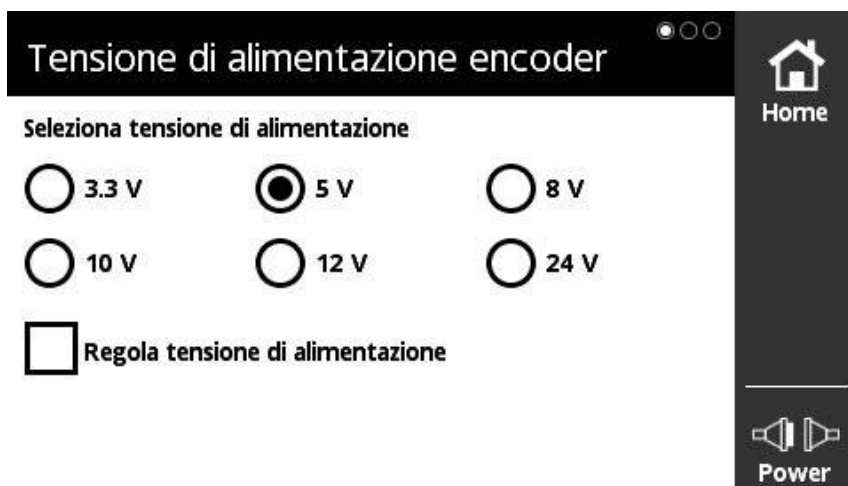 Tensione di alimentazione encoder
Home
Seleziona tensione di alimentazione
3.3 V
5 V
8 V
10 V
12 V
24 V
Regola tensione di alimentazione
Power